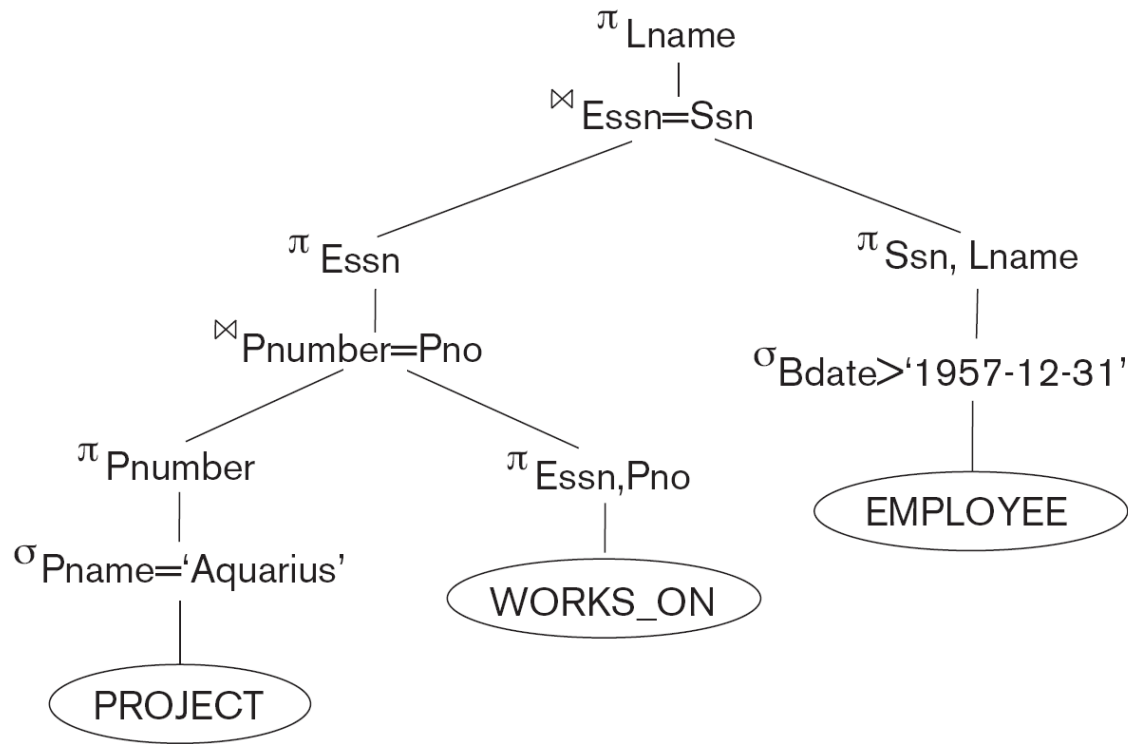 π Lname
⋈ Essn=Ssn
π Essn
π Ssn, Lname
⋈ Pnumber=Pno
σ Bdate>‘1957-12-31’
π Pnumber
π Essn,Pno
EMPLOYEE
σ Pname=‘Aquarius’
WORKS_ON
PROJECT